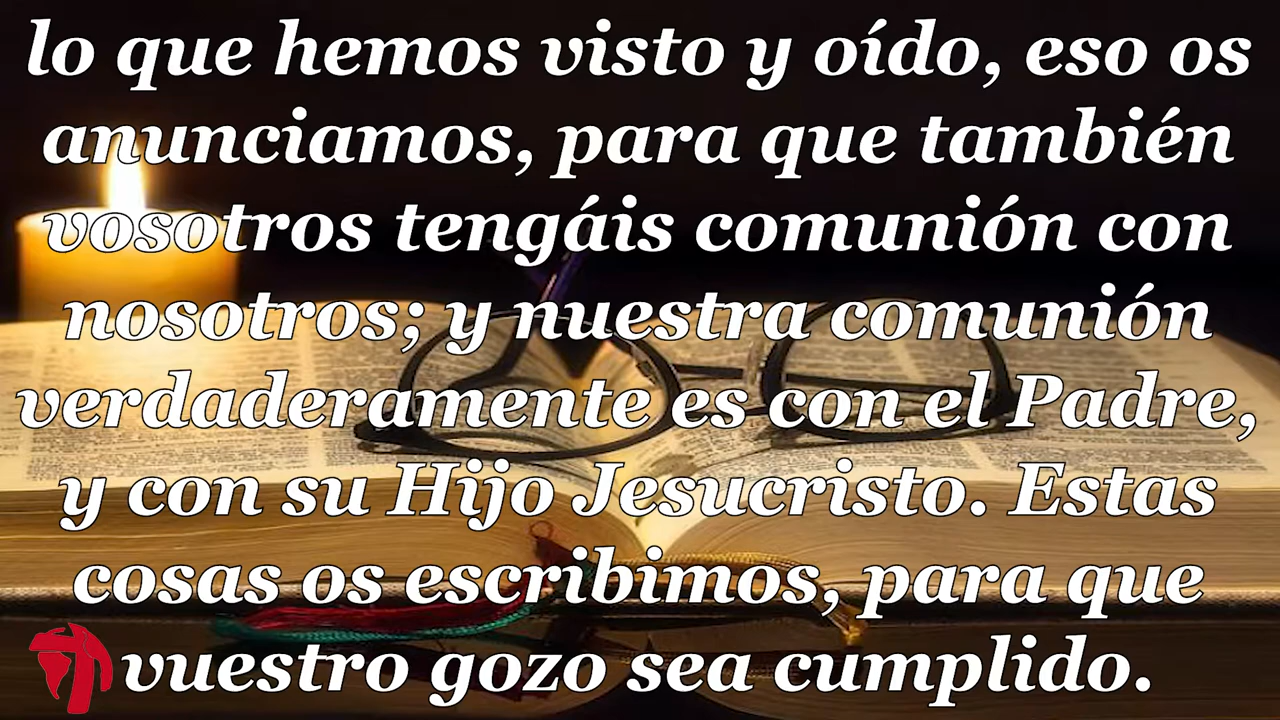 lo que hemos visto y oído, eso os
anunciamos, para que también
vosotros tengáis comunión con
nosotros; y nuestra comunión
verdaderamente es con el Padre,
y con su Hijo Jesucristo. Estas
cosas os escribimos, para que
vuestro gozo sea cumplido.